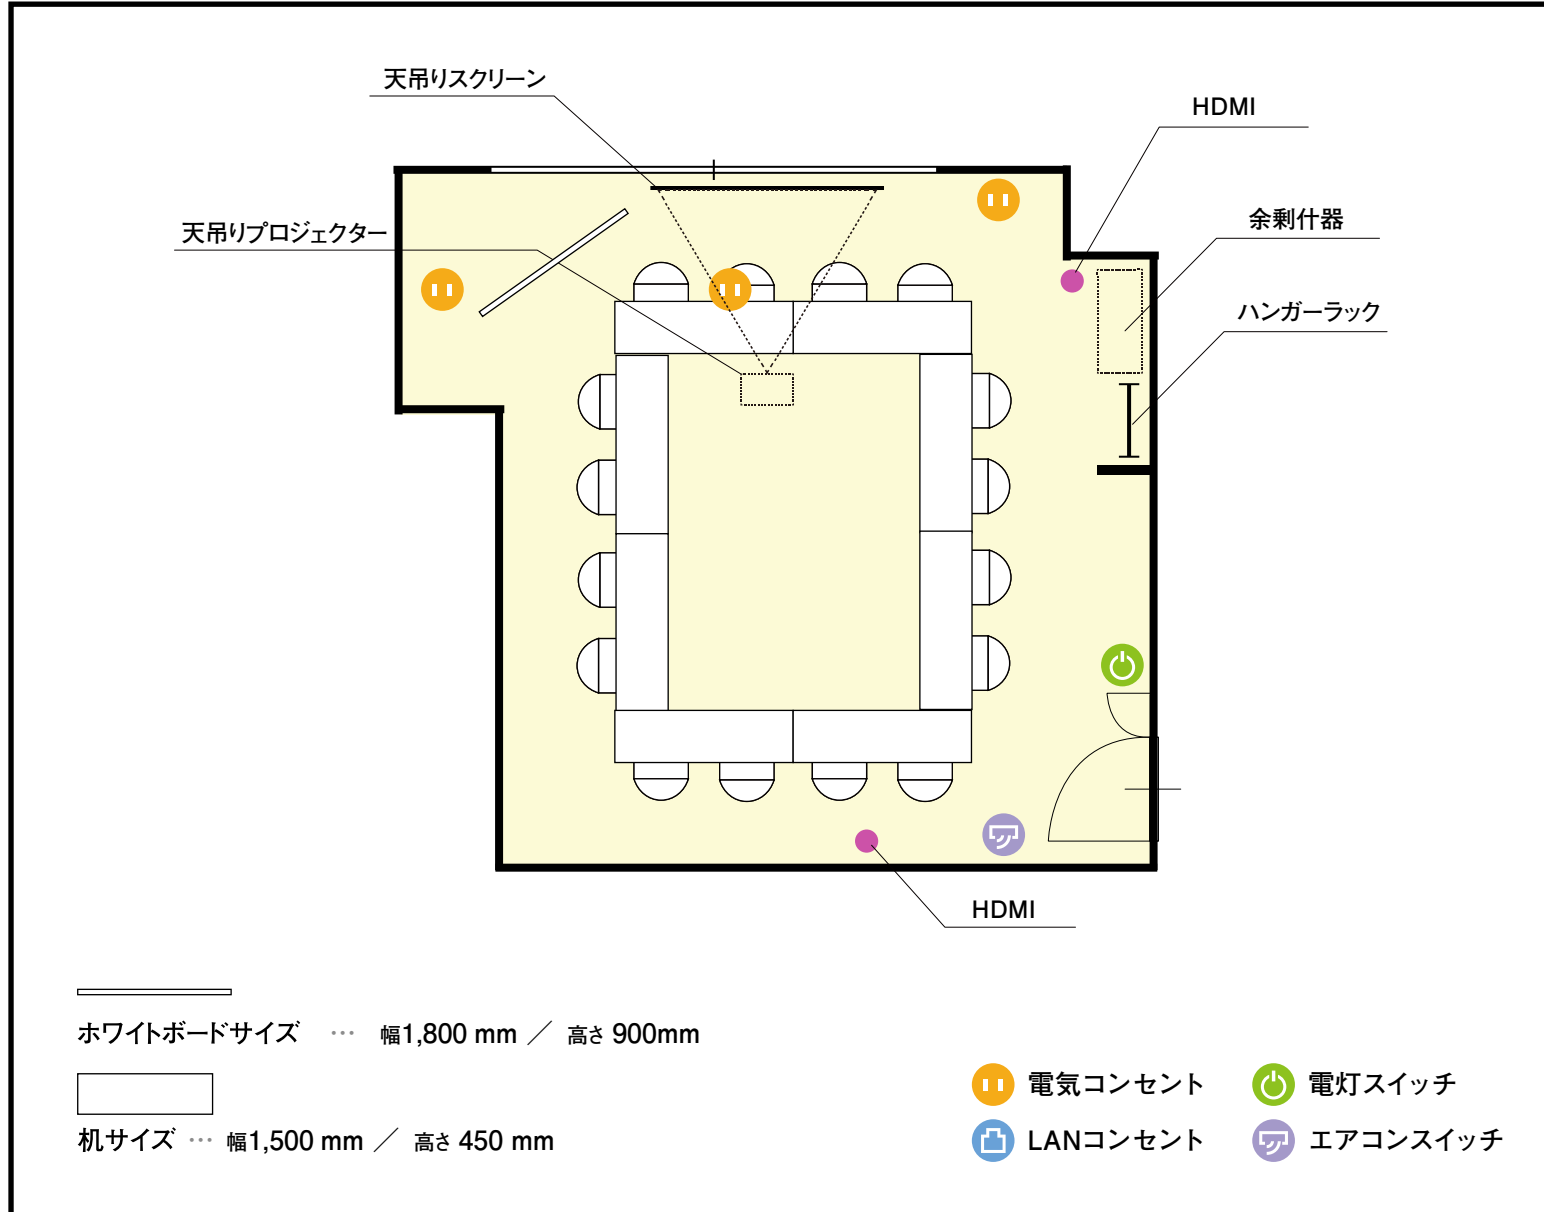 天吊りスクリーン
HDMI
天吊りプロジェクター
余剰什器
ハンガーラック
HDMI
ホワイトボードサイズ … 幅1,800 mm ／ 高さ 900mm
机サイズ … 幅1,500 mm ／ 高さ 450 mm
電気コンセント
電灯スイッチ
LANコンセント
エアコンスイッチ